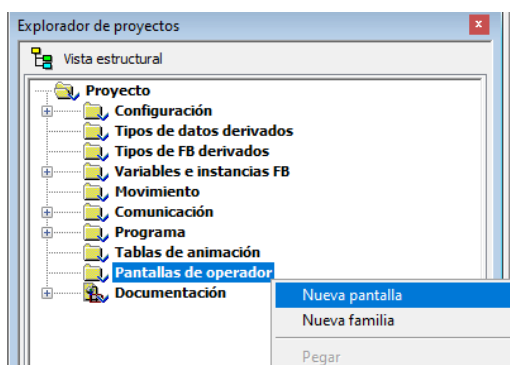 Explorador de proyectos
x
Vista estructural
Proyecto
Configuración
Tipos de datos derivados
Tipos de FB derivados
Variables e instancias FB
Movimiento
Comunicación
Programa
Tablas de animación
Pantallas de operador
Documentación
Nueva pantalla
Nueva familia
Pegar